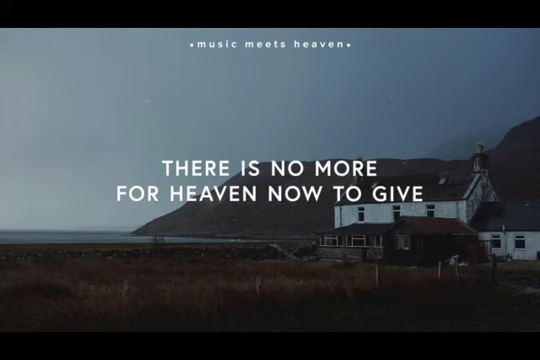 •music meets heaven•
THERE IS NO MORE
FOR HEAVEN NOW TO GIVE